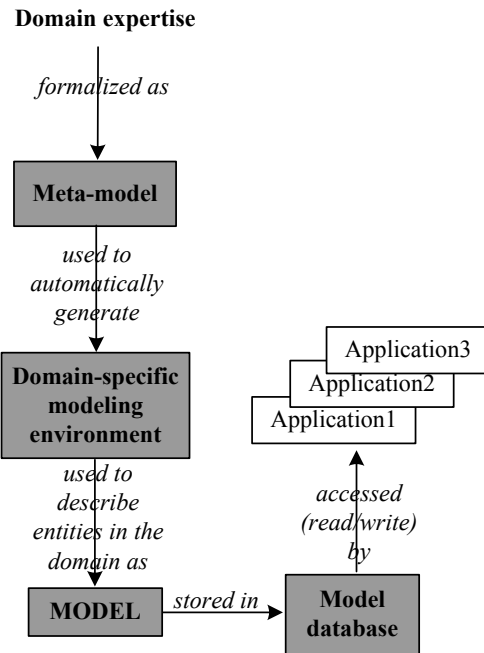 Domain expertise
formalized as
Meta-model
used to
automatically
generate
Domain-specific
modeling
environment
used to
describe
entities in the
domain as
MODEL
stored in
Model
database
accessed
(read/write)
by
Application1
Application2
Application3